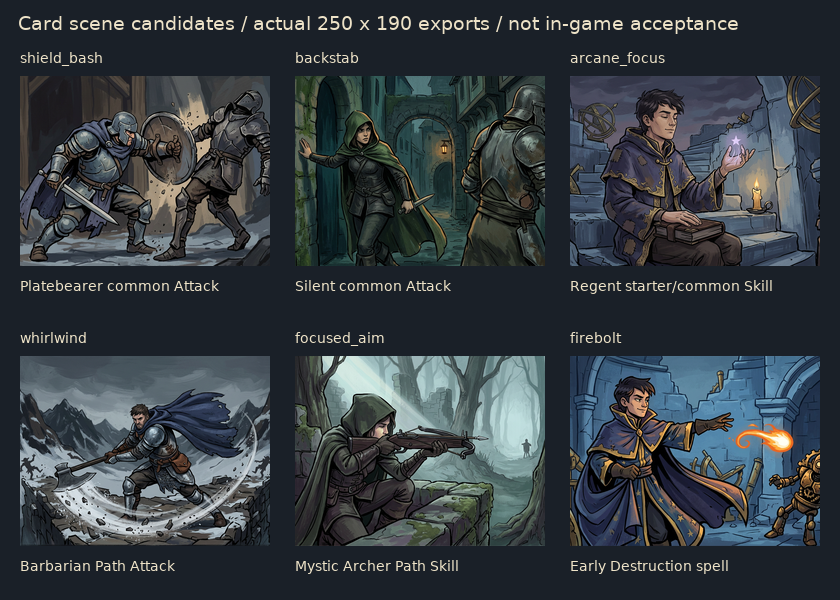 Card scene candidates / actual 250 x 190 exports / not in-game acceptance
shield_bash
backstab
arcane_focus
Platebearer common Attack
Silent common Attack
Regent starter/common Skill
whirlwind
focused_aim
firebolt
Barbarian Path Attack
Mystic Archer Path Skill
Early Destruction spell